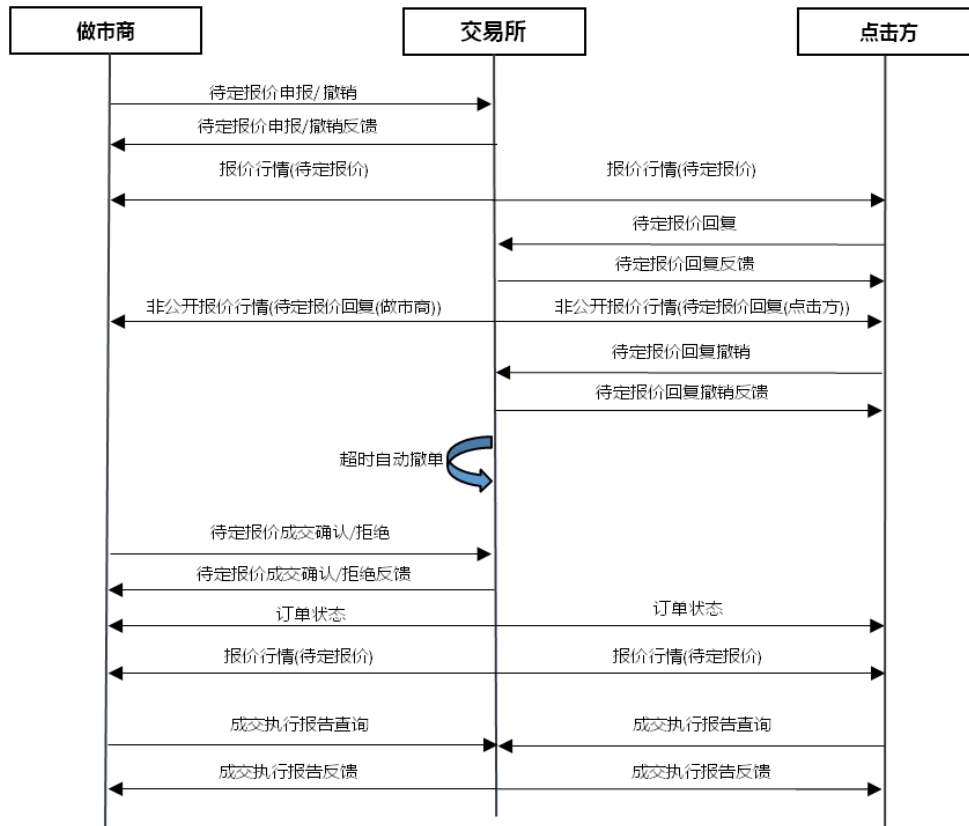 做市商
交易所
点击方
待定报价申报/撤销
待定报价申报/撤销反馈
报价行情(待定报价)
报价行情(待定报价)
待定报价回复
待定报价回复反馈
非公开报价行情(待定报价回复(做市商))
非公开报价行情(待定报价回复(点击方))
待定报价回复撤销
待定报价回复撤销反馈
超时自动撤单
待定报价成交确认/拒绝
待定报价成交确认/拒绝反馈
订单状态
订单状态
报价行情(待定报价)
报价行情(待定报价)
成交执行报告查询
成交执行报告查询
成交执行报告反馈
成交执行报告反馈